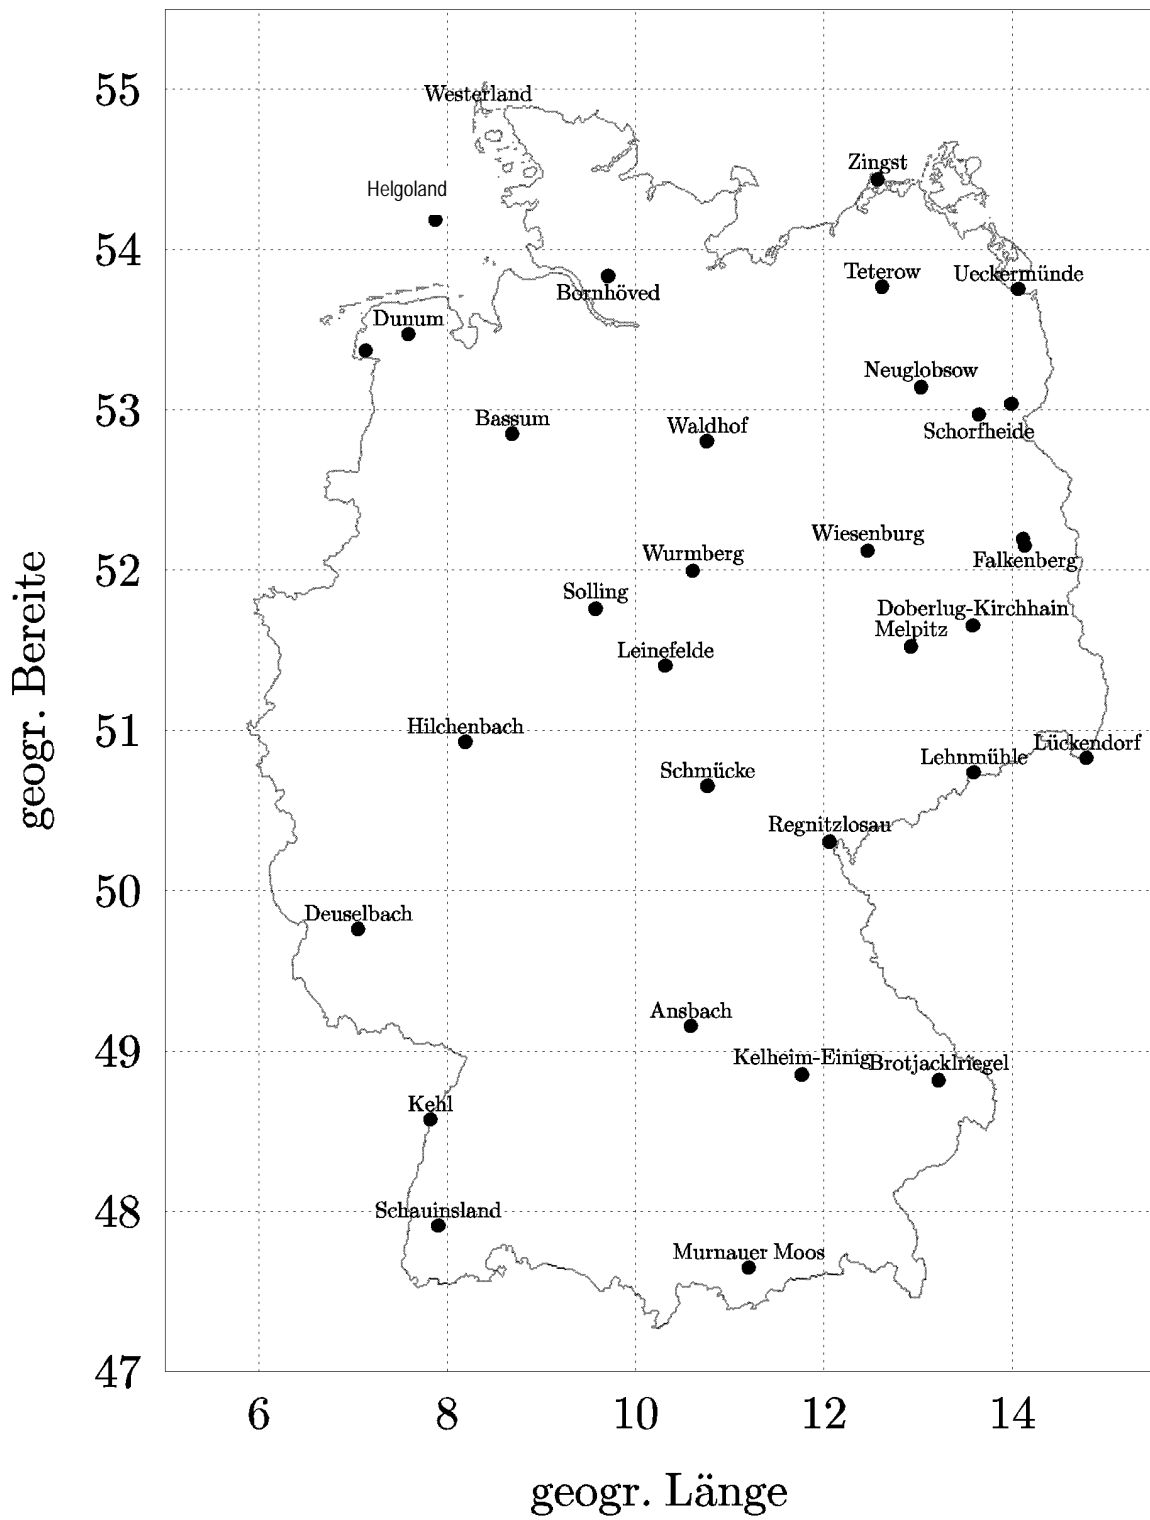 55
Westerland
Zingst
Helgoland
54
Teterow
Ueckermünde
Bornhöved
Dunum
Neuglobsow
53
Bassum
Waldhof
Schorfheide
Wiesenburg
Wurmberg
Falkenberg
52
Solling
Doberlug-Kirchhain
Melpitz
Leinefelde
geogr. Bereite
51
Hilchenbach
Lückendorf
Lehnmühle
Schmücke
Regnitzlosau
50
Deuselbach
Ansbach
49
Kelheim-Einig
Brotjacklriegel
Kehl
48
Schauinsland
Murnauer Moos
47
6 8 10 12 14
geogr. Länge